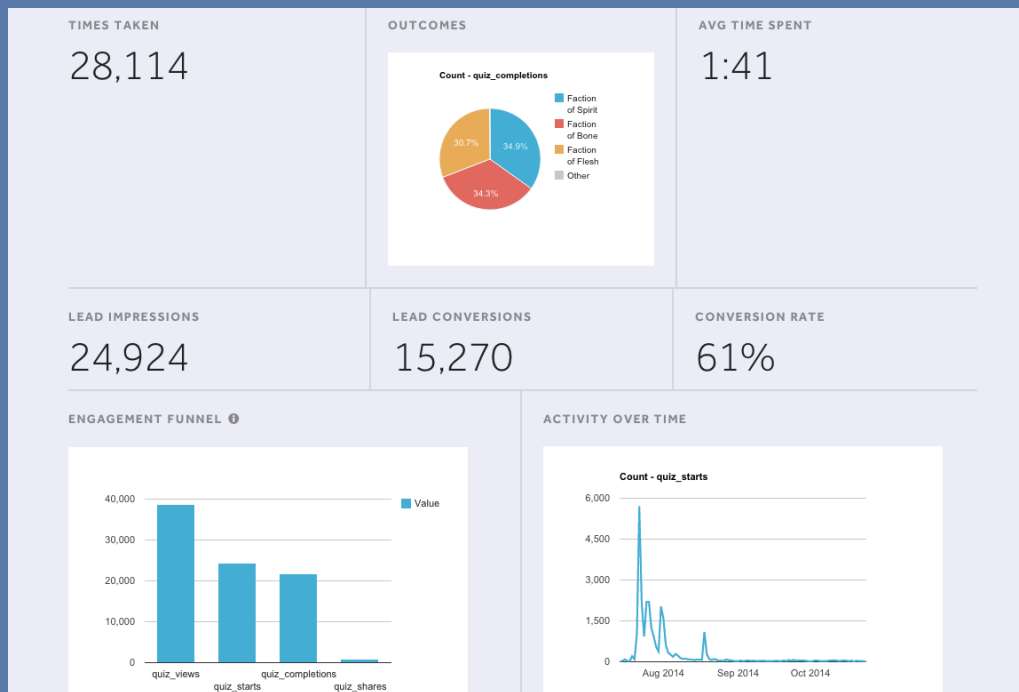 TIMES TAKEN
28,114
OUTCOMES
Count - quiz_completions
30.7%
34.9%
34.3%
Faction
of Spirit
Faction
of Bone
Faction
of Flesh
Other
AVG TIME SPENT
1:41
LEAD IMPRESSIONS
24,924
LEAD CONVERSIONS
15,270
CONVERSION RATE
61%
ENGAGEMENT FUNNEL
40,000
30,000
20,000
10,000
0
Value
quiz_views
quiz_starts
quiz_completions
quiz_shares
ACTIVITY OVER TIME
Count - quiz_starts
6,000
4,500
3,000
1,500
0
Aug 2014
Sep 2014
Oct 2014